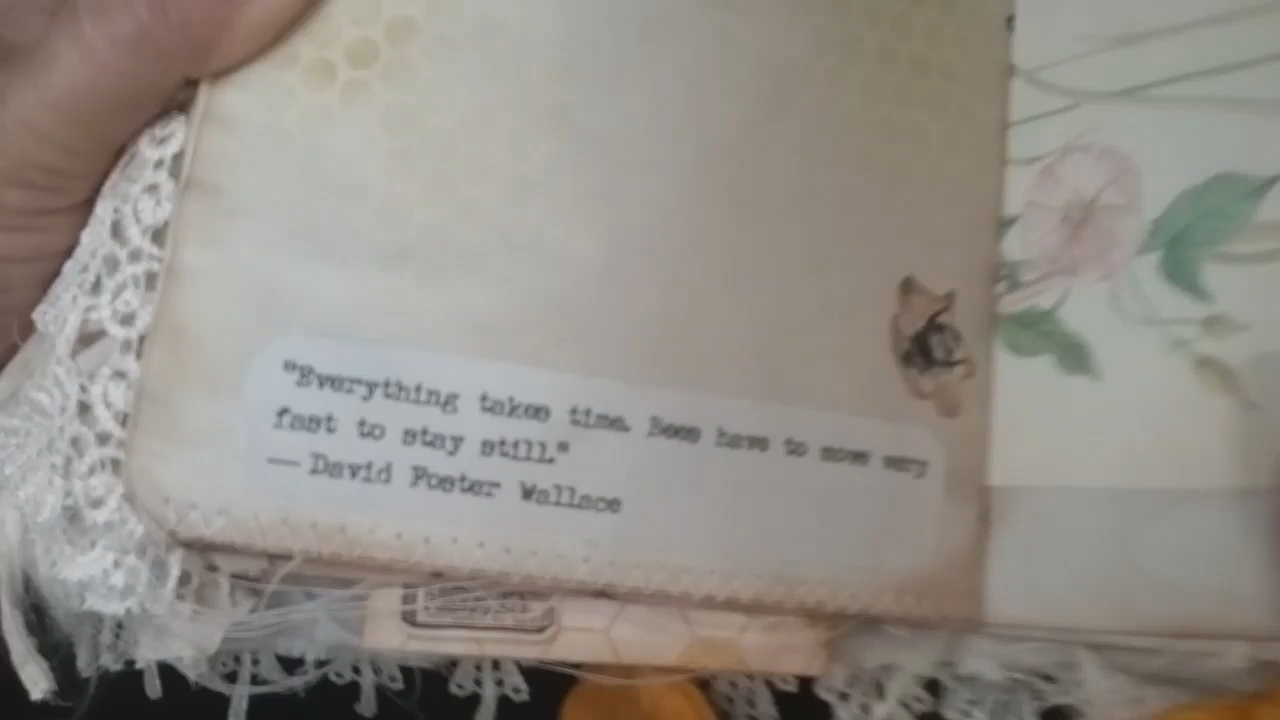 "Everything takes time. Bees have to move very
fast to stay still."
— David Foster Wallace